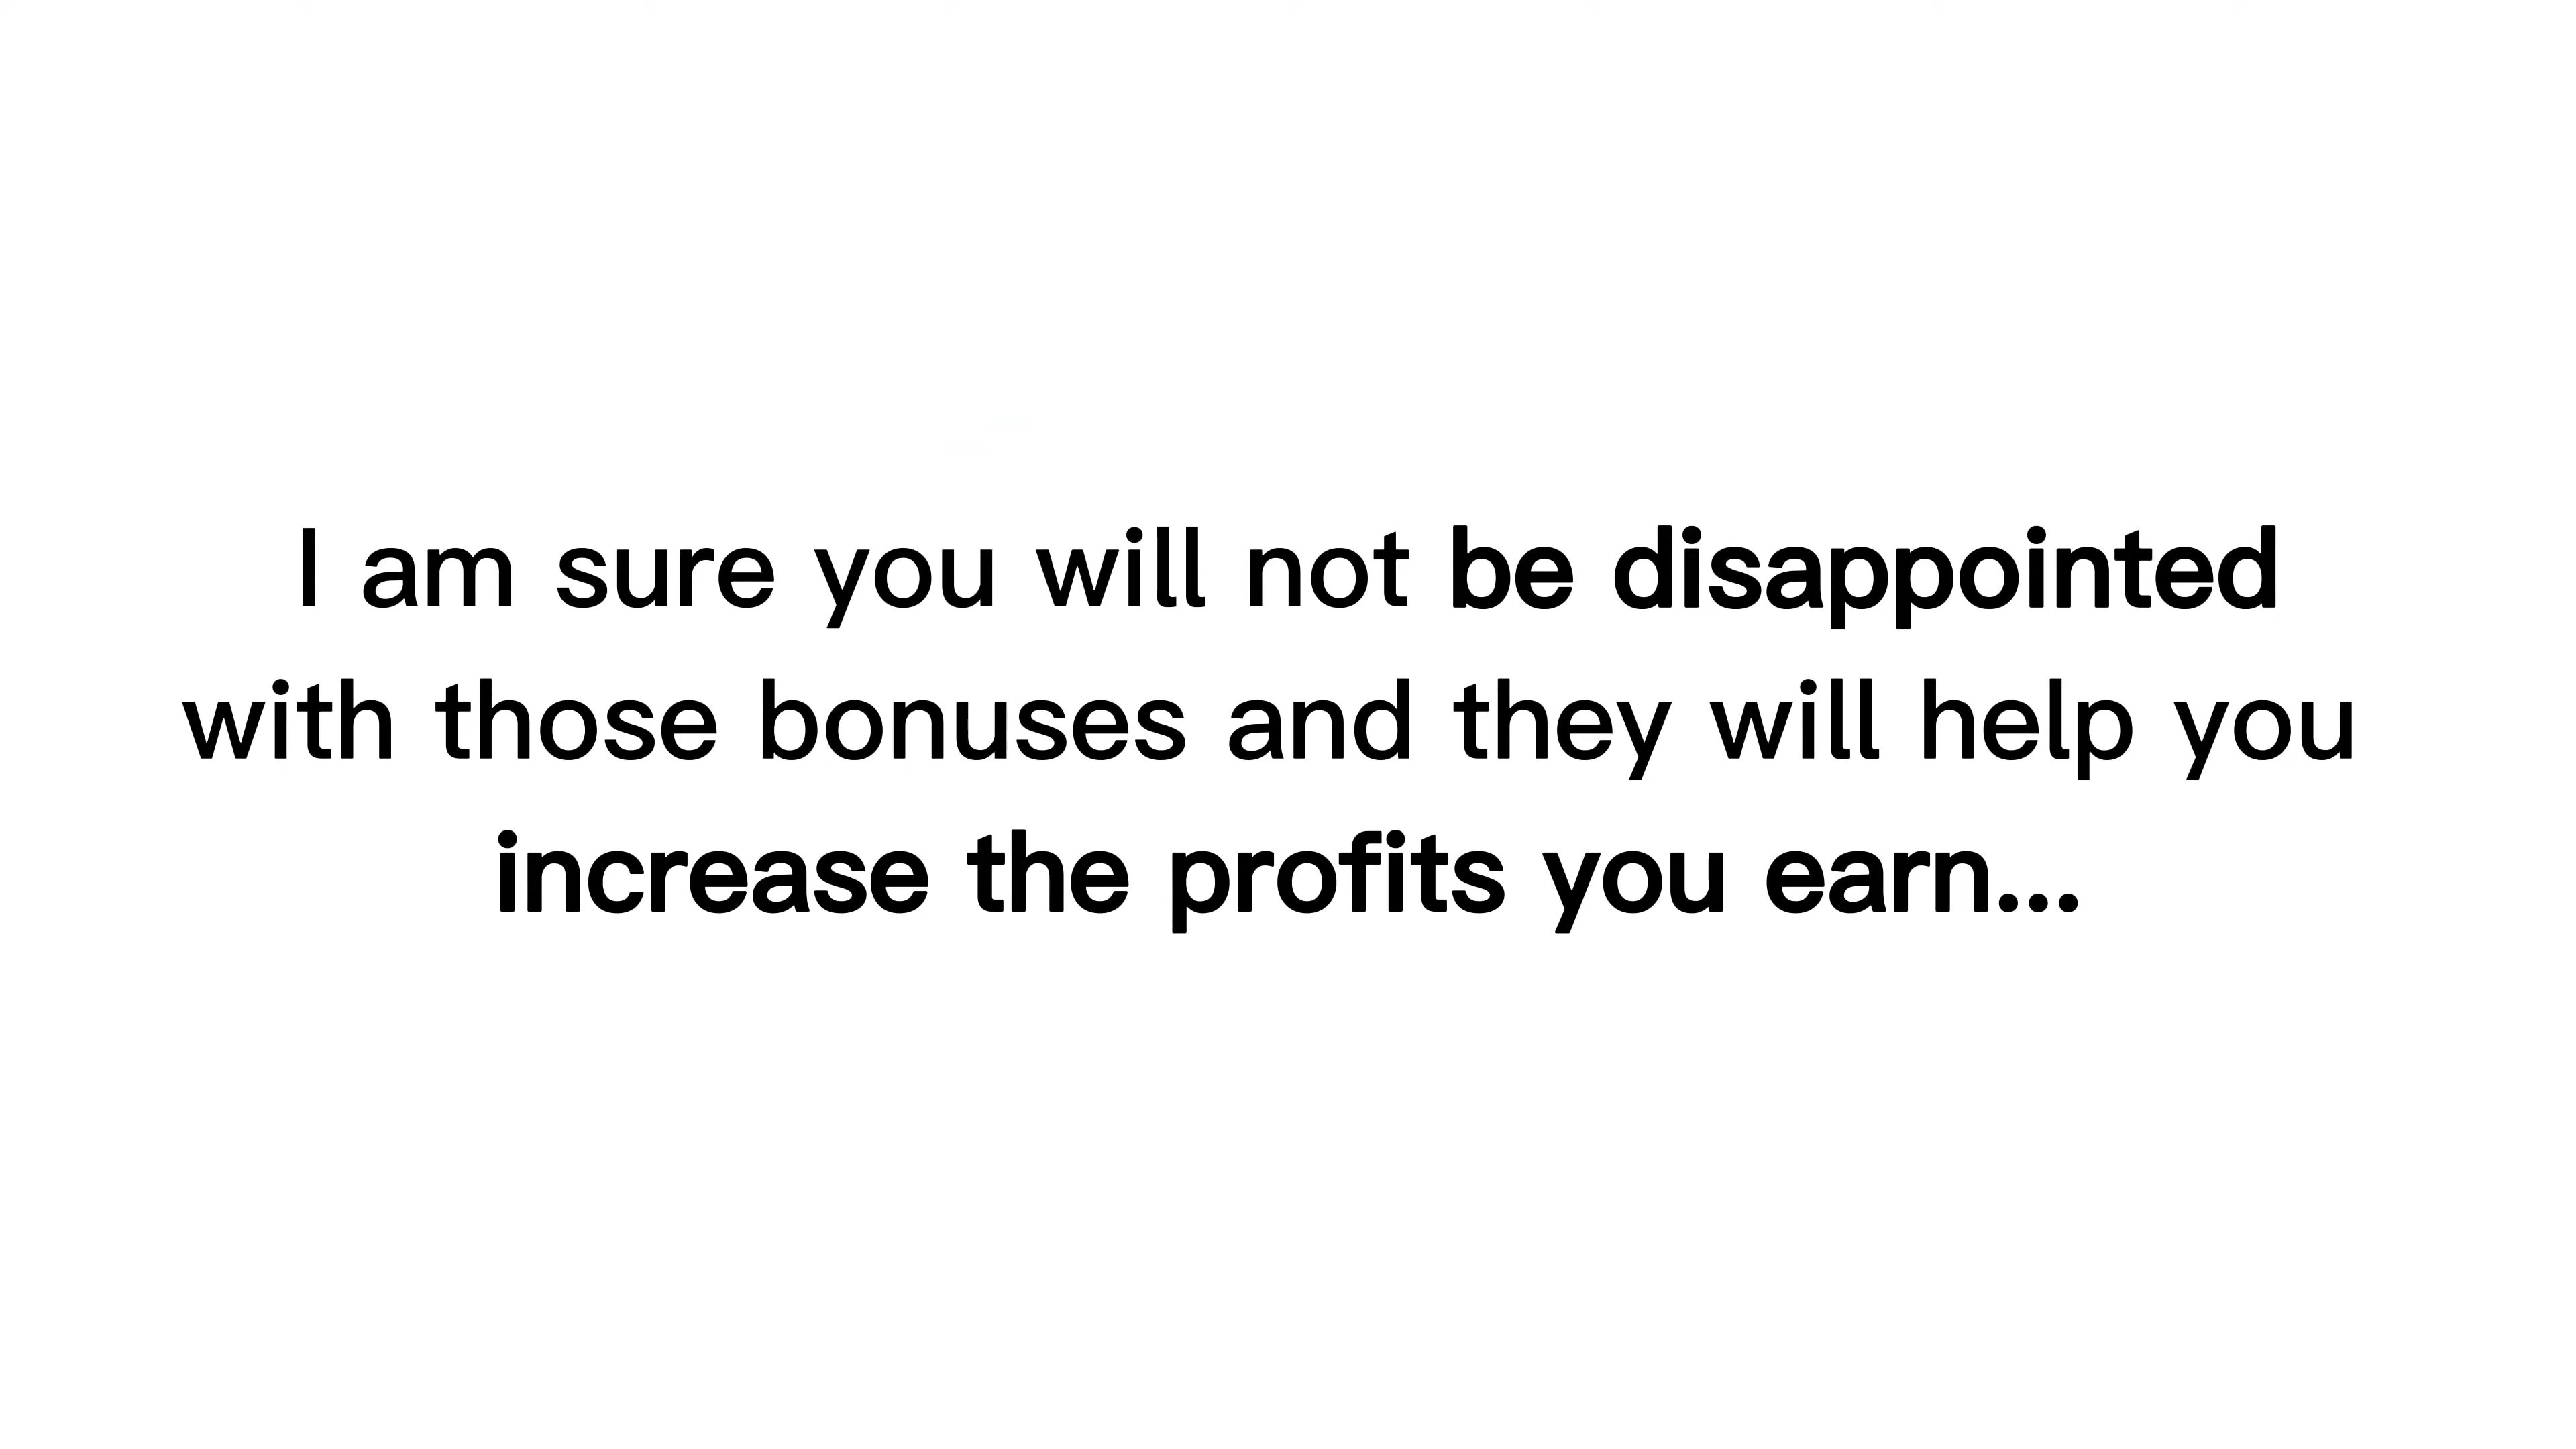 I am sure you will not be disappointed
with those bonuses and they will help you
increase the profits you earn...